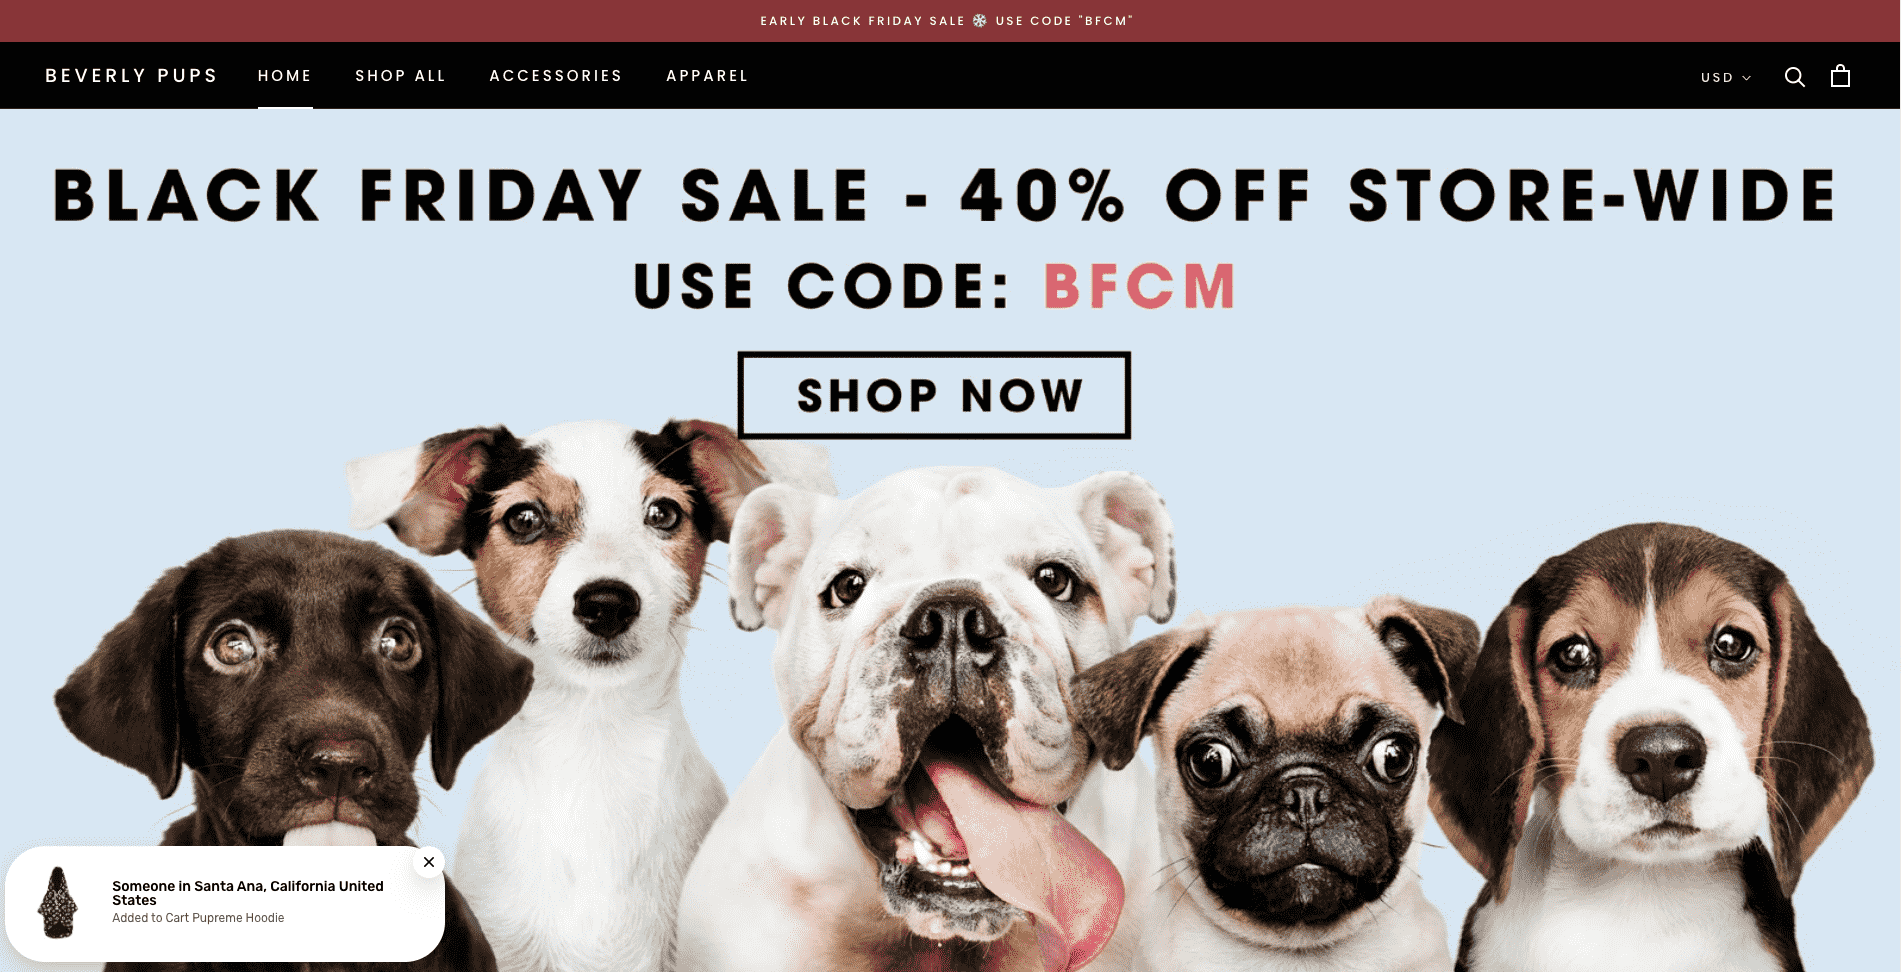 EARLY BLACK FRIDAY SALE ❄️ USE CODE "BFCM"
BEVERLY PUPS HOME SHOP ALL ACCESSORIES APPAREL USD
BLACK FRIDAY SALE - 40% OFF STORE-WIDE
USE CODE: BFCM
SHOP NOW
Someone in Santa Ana, California United
States
Added to Cart Pupreme Hoodie